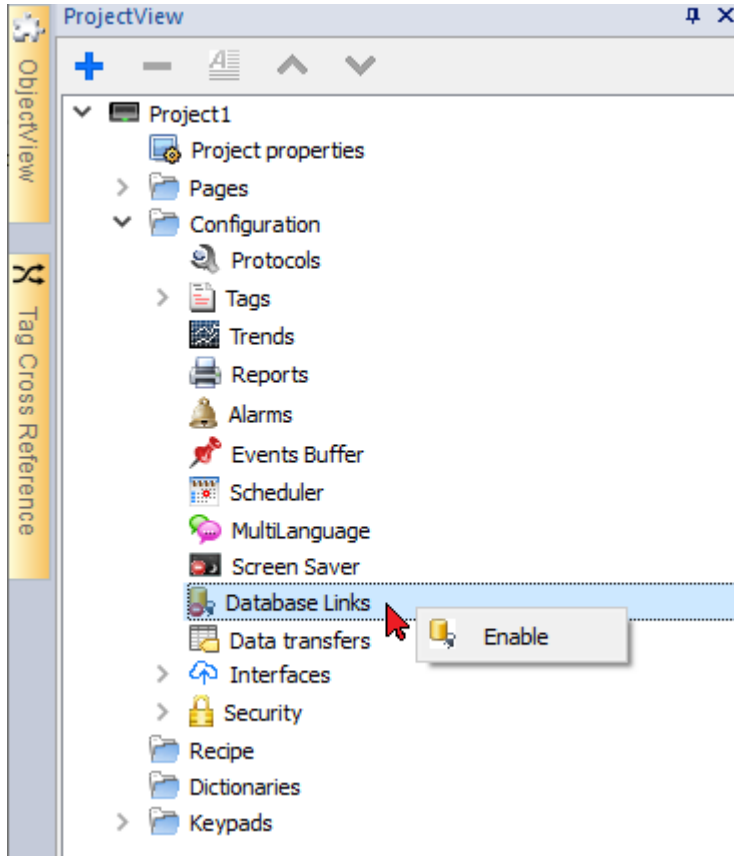 ProjectView
ObjectView
Tag Cross Reference
Project1
Project properties
Pages
Configuration
Protocols
Tags
Trends
Reports
Alarms
Events Buffer
Scheduler
MultiLanguage
Screen Saver
Database Links
Enable
Data transfers
Interfaces
Security
Recipe
Dictionaries
Keypads